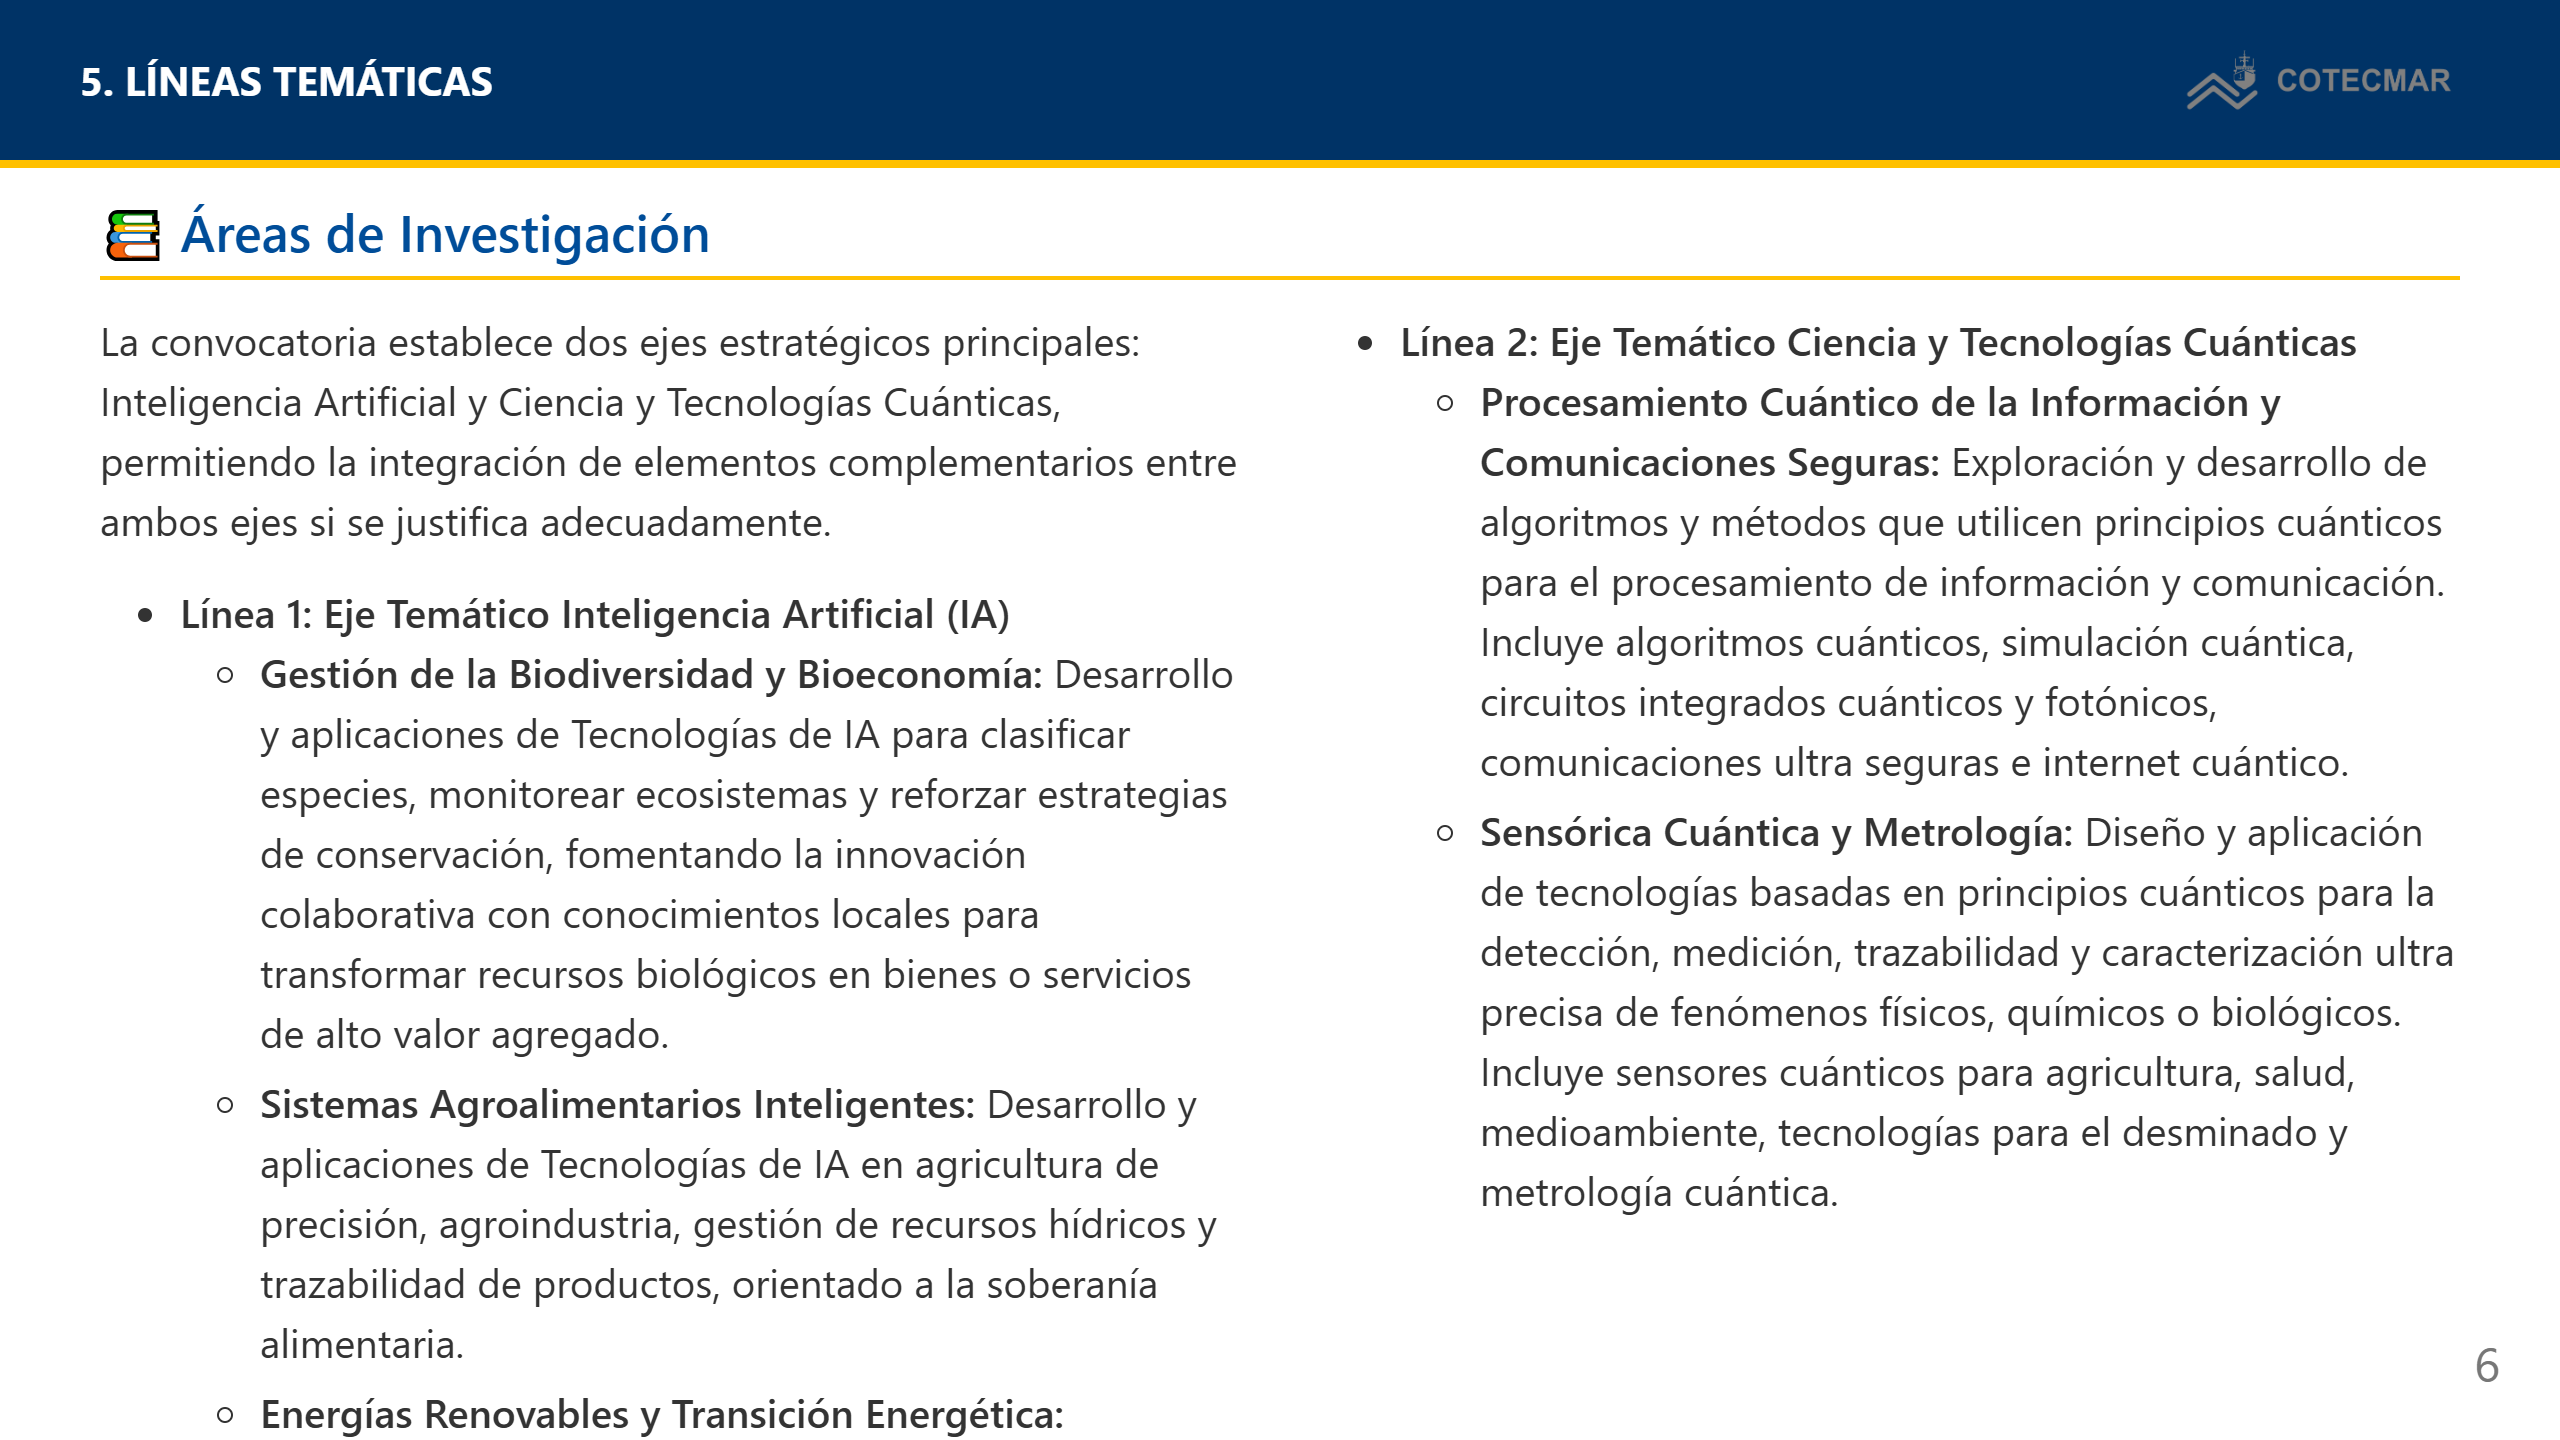 5. LÍNEAS TEMÁTICAS
COTECMAR
Áreas de Investigación
La convocatoria establece dos ejes estratégicos principales:
Inteligencia Artificial y Ciencia y Tecnologías Cuánticas,
permitiendo la integración de elementos complementarios entre
ambos ejes si se justifica adecuadamente.
• Línea 1: Eje Temático Inteligencia Artificial (IA)
○ Gestión de la Biodiversidad y Bioeconomía: Desarrollo
y aplicaciones de Tecnologías de IA para clasificar
especies, monitorear ecosistemas y reforzar estrategias
de conservación, fomentando la innovación
colaborativa con conocimientos locales para
transformar recursos biológicos en bienes o servicios
de alto valor agregado.
○ Sistemas Agroalimentarios Inteligentes: Desarrollo y
aplicaciones de Tecnologías de IA en agricultura de
precisión, agroindustria, gestión de recursos hídricos y
trazabilidad de productos, orientado a la soberanía
alimentaria.
○ Energías Renovables y Transición Energética:
• Línea 2: Eje Temático Ciencia y Tecnologías Cuánticas
○ Procesamiento Cuántico de la Información y
Comunicaciones Seguras: Exploración y desarrollo de
algoritmos y métodos que utilicen principios cuánticos
para el procesamiento de información y comunicación.
Incluye algoritmos cuánticos, simulación cuántica,
circuitos integrados cuánticos y fotónicos,
comunicaciones ultra seguras e internet cuántico.
○ Sensórica Cuántica y Metrología: Diseño y aplicación
de tecnologías basadas en principios cuánticos para la
detección, medición, trazabilidad y caracterización ultra
precisa de fenómenos físicos, químicos o biológicos.
Incluye sensores cuánticos para agricultura, salud,
medioambiente, tecnologías para el desminado y
metrología cuántica.
6